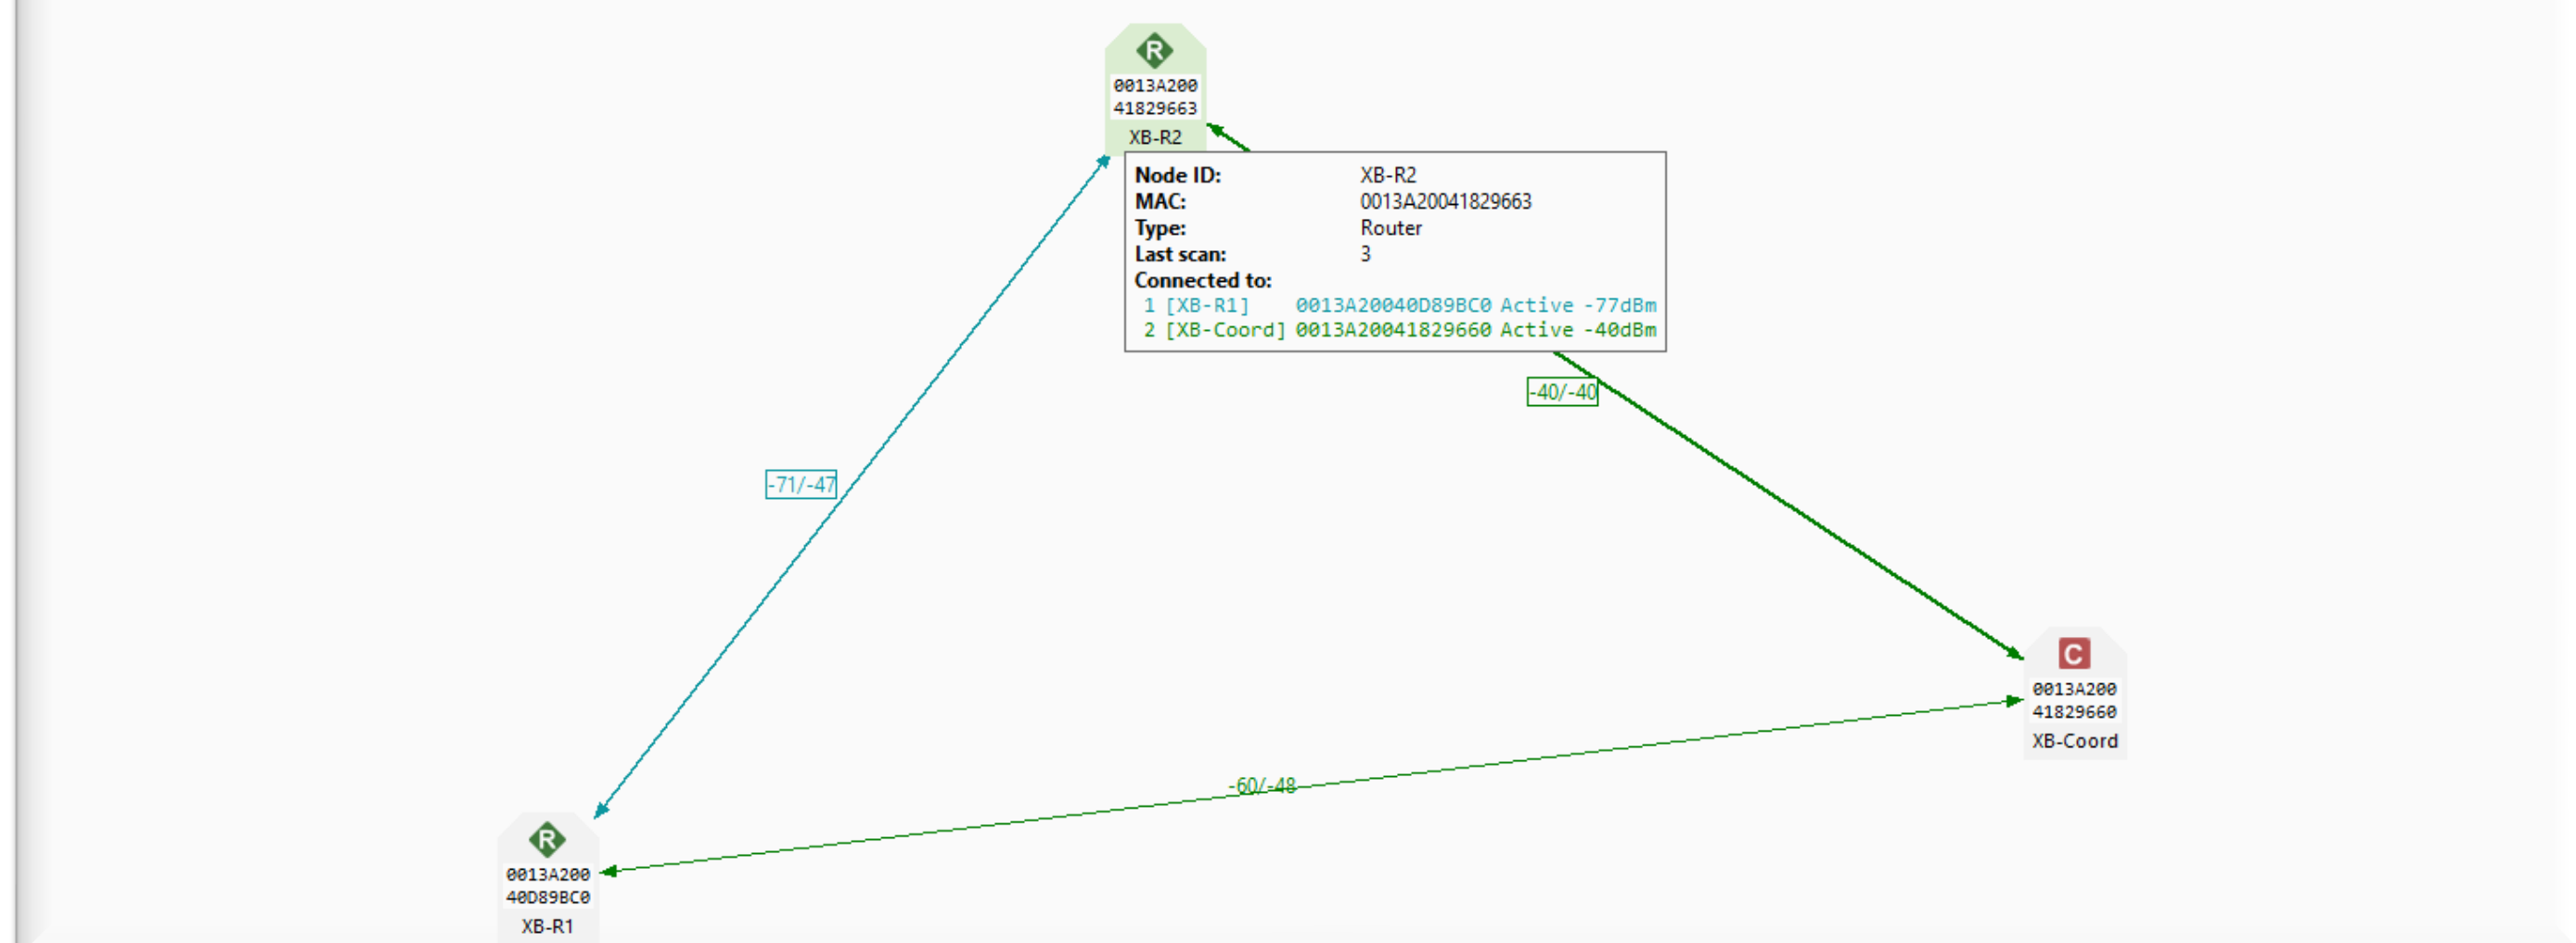 R
0013A200
41829663
XB-R2
Node ID: XB-R2
MAC: 0013A20041829663
Type: Router
Last scan: 3
Connected to:
1 [XB-R1] 0013A20040D89BC0 Active -77dBm
2 [XB-Coord] 0013A20041829660 Active -40dBm
-40/-40
-71/-47
C
0013A200
41829660
XB-Coord
-60/-48
R
0013A200
40D89BC0
XB-R1